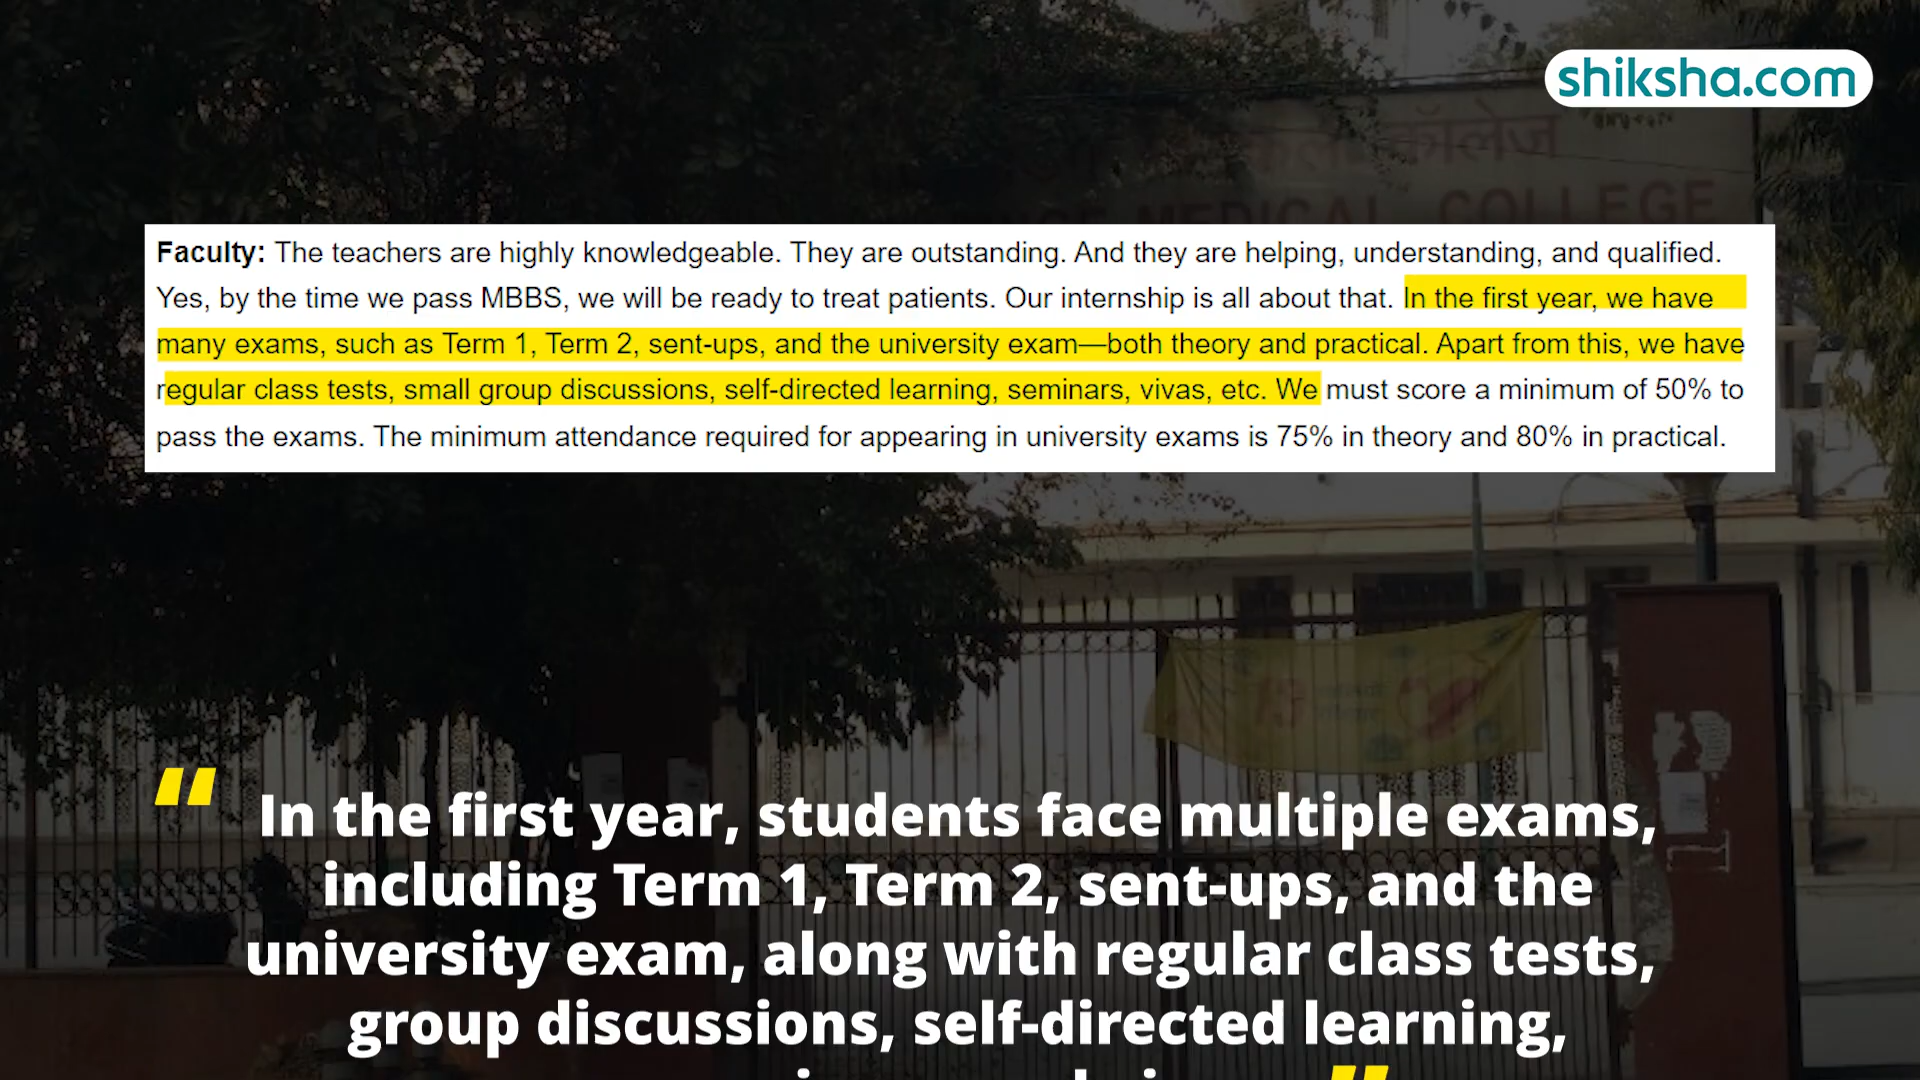 shiksha.com
कॉलेज
MEDICAL COLLEGE
Faculty: The teachers are highly knowledgeable. They are outstanding. And they are helping, understanding, and qualified.
Yes, by the time we pass MBBS, we will be ready to treat patients. Our internship is all about that. In the first year, we have
many exams, such as Term 1, Term 2, sent-ups, and the university exam—both theory and practical. Apart from this, we have
regular class tests, small group discussions, self-directed learning, seminars, vivas, etc. We must score a minimum of 50% to
pass the exams. The minimum attendance required for appearing in university exams is 75% in theory and 80% in practical.
“ In the first year, students face multiple exams,
including Term 1, Term 2, sent-ups, and the
university exam, along with regular class tests,
group discussions, self-directed learning,